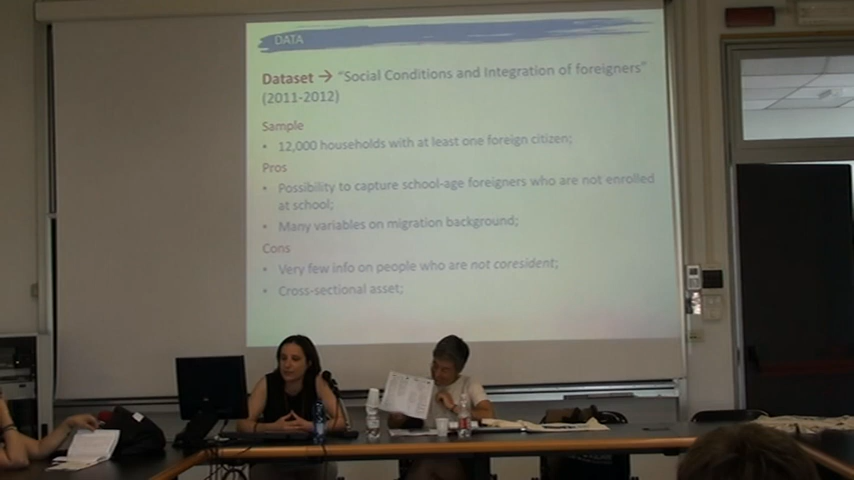 DATA
Dataset → "Social Conditions and Integration of foreigners"
(2011-2012)
Sample
• 12,000 households with at least one foreign citizen;
Pros
• Possibility to capture school-age foreigners who are not enrolled
at school;
• Many variables on migration background;
Cons
• Very few info on people who are not coresident;
• Cross-sectional asset;